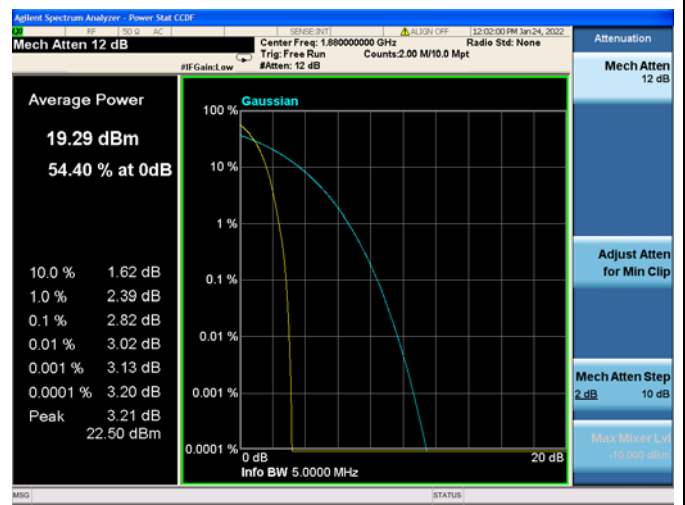 Agilent Spectrum Analyzer - Power Stat CCDF
RF 50 Ω AC SENSE:INT ALIGN OFF 12:02:00 PM Jan 24, 2022
Mech Atten 12 dB
Center Freq: 1.880000000 GHz Radio Std: None
Trig: Free Run Counts:2.00 M/10.0 Mpt
#IFGain:Low #Atten: 12 dB
Attenuation
Mech Atten
12 dB
Average Power
19.29 dBm
54.40 % at 0dB
10.0 % 1.62 dB
1.0 % 2.39 dB
0.1 % 2.82 dB
0.01 % 3.02 dB
0.001 % 3.13 dB
0.0001 % 3.20 dB
Peak 3.21 dB
22.50 dBm
Gaussian
100 %
10 %
1 %
0.1 %
0.01 %
0.001 %
0.0001 %
0 dB 20 dB
Info BW 5.0000 MHz
Adjust Atten
for Min Clip
Mech Atten Step
2 dB 10 dB
Max Mixer Lvl
-10.000 dBm
MSG STATUS